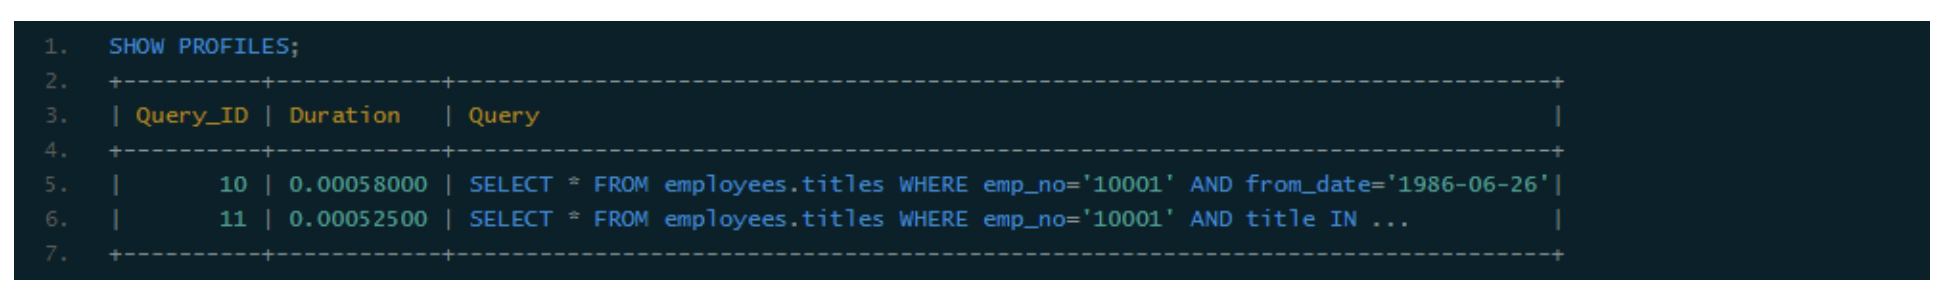 1. SHOW PROFILES;
2. +----------+------------+------------------------------------------------------------------------------+
3. | Query_ID | Duration   | Query                                                                        |
4. +----------+------------+------------------------------------------------------------------------------+
5. |       10 | 0.00058000 | SELECT * FROM employees.titles WHERE emp_no='10001' AND from_date='1986-06-26'|
6. |       11 | 0.00052500 | SELECT * FROM employees.titles WHERE emp_no='10001' AND title IN ...          |
7. +----------+------------+------------------------------------------------------------------------------+